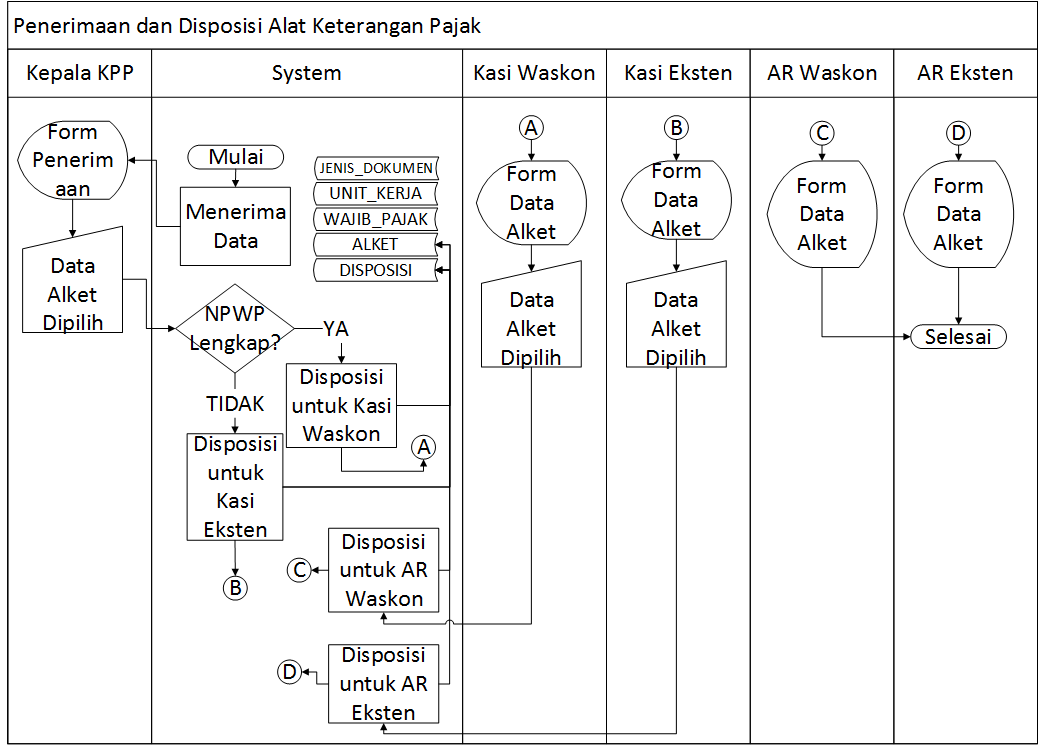 Penerimaan dan Disposisi Alat Keterangan Pajak
Kepala KPP
System
Kasi Waskon
Kasi Eksten
AR Waskon
AR Eksten
Form
Penerim
aan
Data
Alket
Dipilih
Mulai
Menerima
Data
JENIS_DOKUMEN
UNIT_KERJA
WAJIB_PAJAK
ALKET
DISPOSISI
NPWP
Lengkap?
YA
TIDAK
Disposisi
untuk Kasi
Waskon
A
Disposisi
untuk
Kasi
Eksten
B
Disposisi
untuk AR
Waskon
C
Disposisi
untuk AR
Eksten
D
A
Form
Data
Alket
Data
Alket
Dipilih
B
Form
Data
Alket
Data
Alket
Dipilih
C
Form
Data
Alket
D
Form
Data
Alket
Selesai